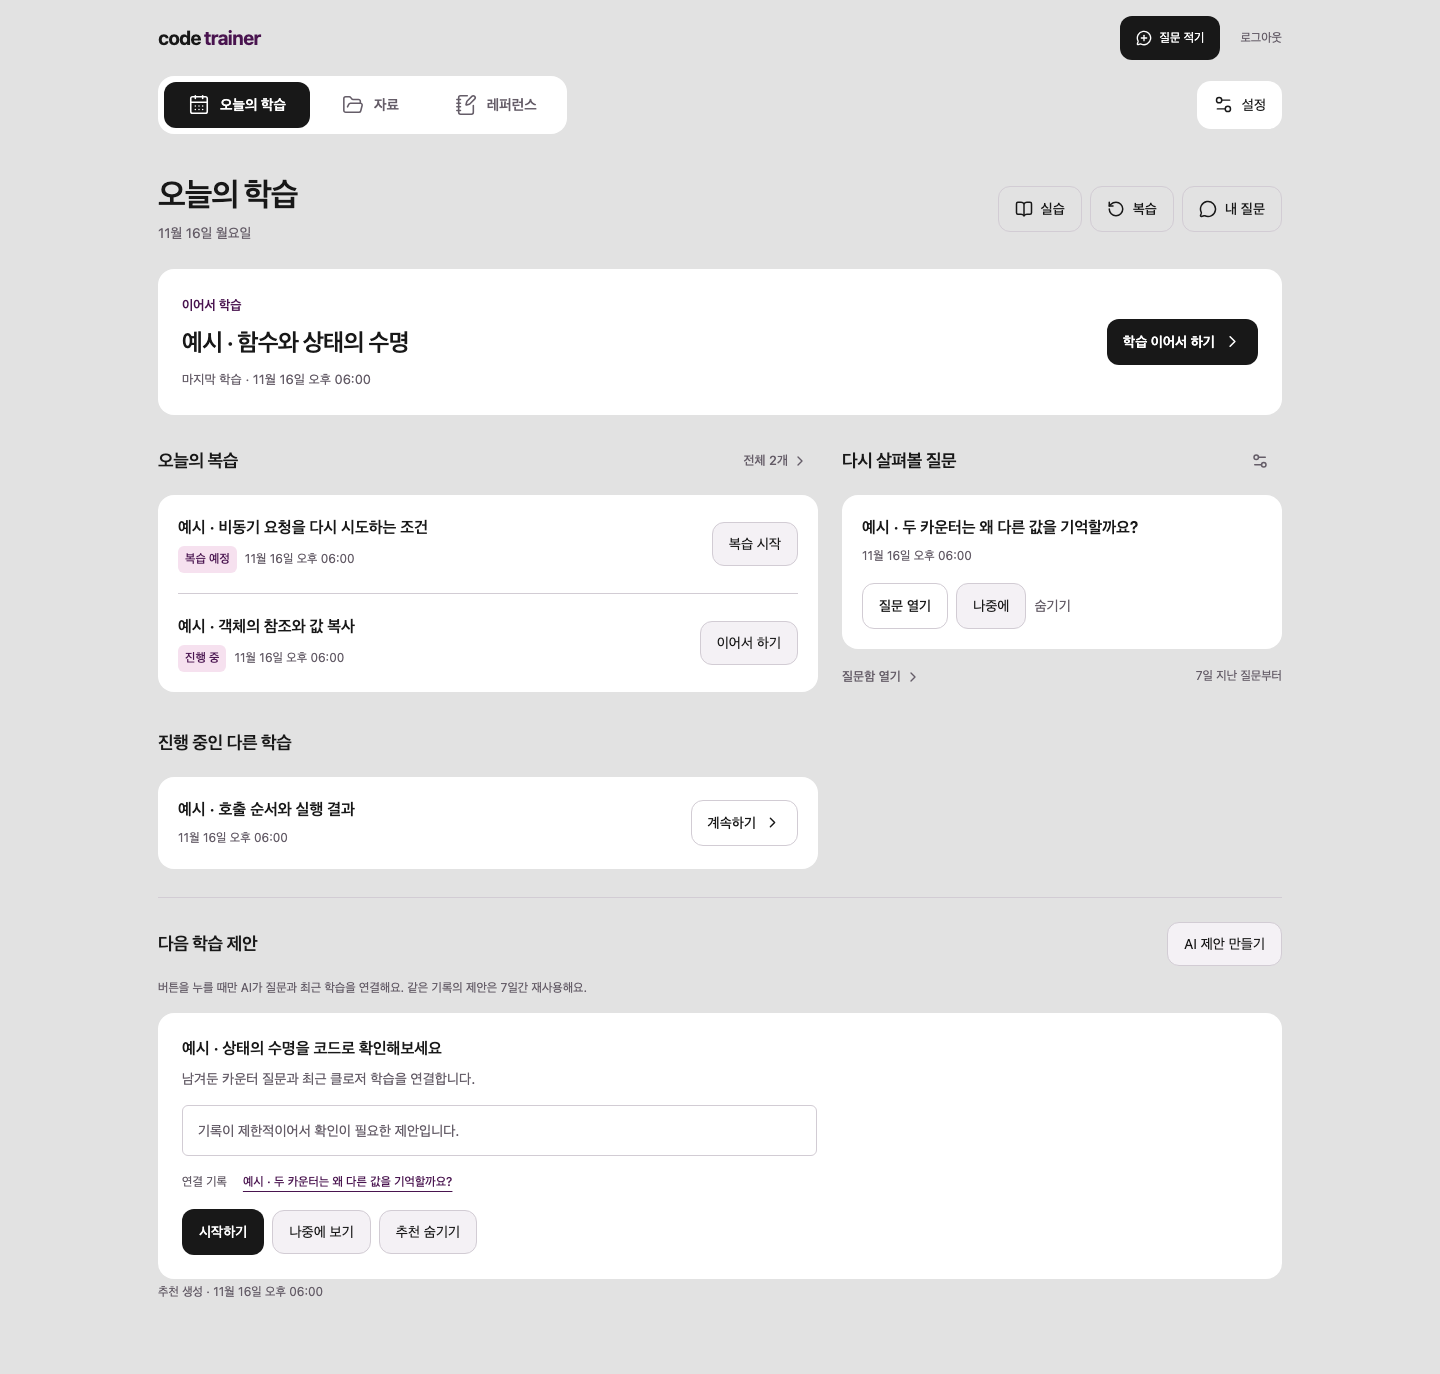 code trainer
질문 적기
로그아웃
오늘의 학습
자료
레퍼런스
설정
오늘의 학습
11월 16일 월요일
실습
복습
내 질문
이어서 학습
예시 · 함수와 상태의 수명
마지막 학습 · 11월 16일 오후 06:00
학습 이어서 하기
오늘의 복습
전체 2개
예시 · 비동기 요청을 다시 시도하는 조건
복습 예정 11월 16일 오후 06:00
복습 시작
예시 · 객체의 참조와 값 복사
진행 중 11월 16일 오후 06:00
이어서 하기
다시 살펴볼 질문
예시 · 두 카운터는 왜 다른 값을 기억할까요?
11월 16일 오후 06:00
질문 열기
나중에
숨기기
질문함 열기
7일 지난 질문부터
진행 중인 다른 학습
예시 · 호출 순서와 실행 결과
11월 16일 오후 06:00
계속하기
다음 학습 제안
AI 제안 만들기
버튼을 누를 때만 AI가 질문과 최근 학습을 연결해요. 같은 기록의 제안은 7일간 재사용해요.
예시 · 상태의 수명을 코드로 확인해보세요
남겨둔 카운터 질문과 최근 클로저 학습을 연결합니다.
기록이 제한적이어서 확인이 필요한 제안입니다.
연결 기록 예시 · 두 카운터는 왜 다른 값을 기억할까요?
시작하기
나중에 보기
추천 숨기기
추천 생성 · 11월 16일 오후 06:00